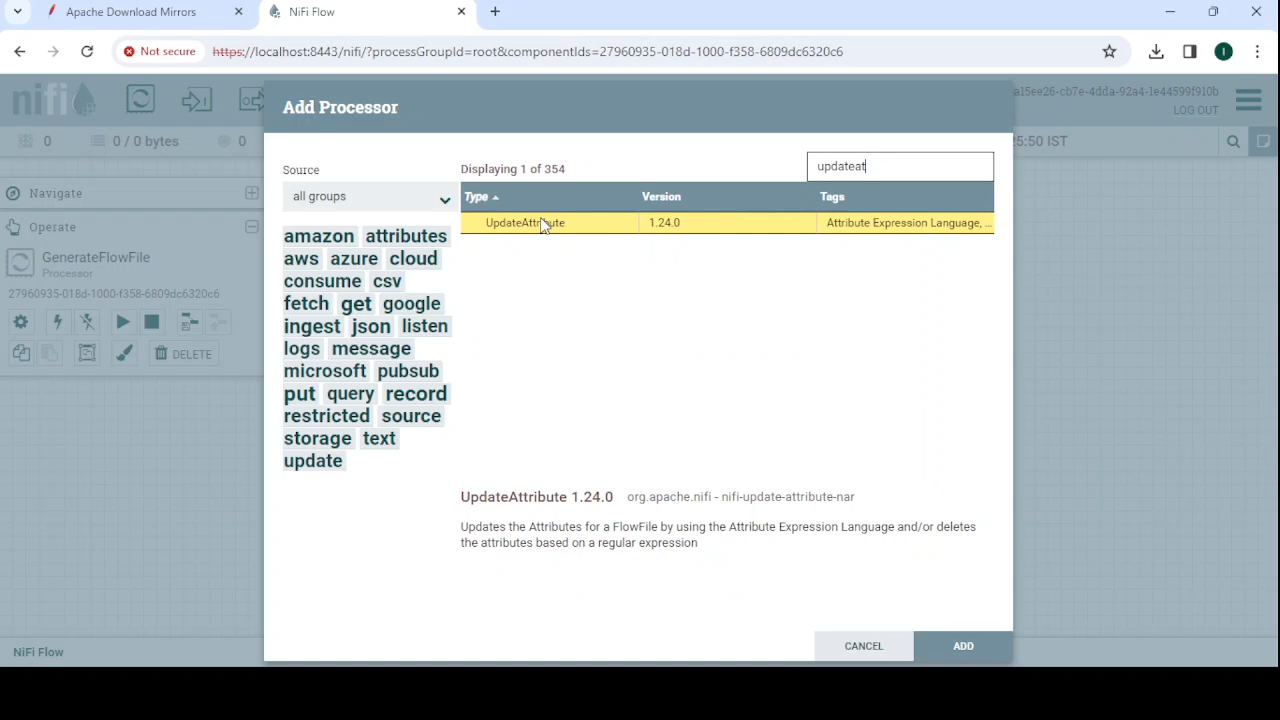 Apache Download Mirrors
NiFi Flow
Not secure
https://localhost:8443/nifi/?processGroupId=root&componentIds=27960935-018d-1000-f358-6809dc6320c6
I
nifi
a15ee26-cb7e-4dda-92a4-1e44599f910b
LOG OUT
0
0 / 0 bytes
0
5:50 IST
Navigate
Operate
GenerateFlowFile
Processor
27960935-018d-1000-f358-6809dc6320c6
DELETE
NiFi Flow
Add Processor
Source
all groups
amazon attributes
aws azure cloud
consume csv
fetch get google
ingest json listen
logs message
microsoft pubsub
put query record
restricted source
storage text
update
Displaying 1 of 354
updateat
Type Version Tags
UpdateAttribute 1.24.0 Attribute Expression Language, ...
UpdateAttribute 1.24.0 org.apache.nifi - nifi-update-attribute-nar
Updates the Attributes for a FlowFile by using the Attribute Expression Language and/or deletes
the attributes based on a regular expression
CANCEL
ADD